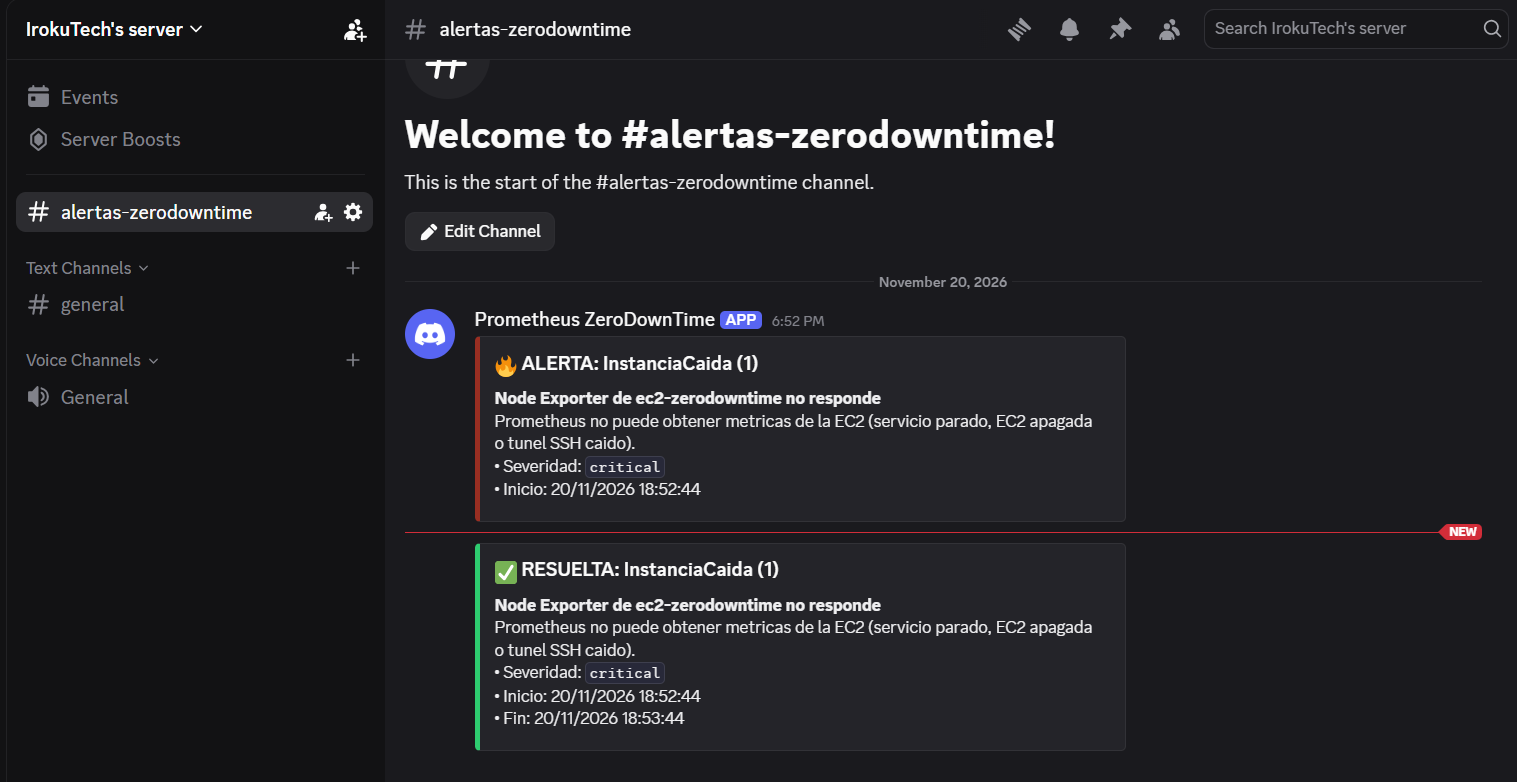 IrokuTech's server
# alertas-zerodowntime
Search IrokuTech's server
Events
Server Boosts
# alertas-zerodowntime
Text Channels
# general
Voice Channels
General
#
Welcome to #alertas-zerodowntime!
This is the start of the #alertas-zerodowntime channel.
Edit Channel
November 20, 2026
Prometheus ZeroDownTime APP 6:52 PM
🔥 ALERTA: InstanciaCaida (1)
Node Exporter de ec2-zerodowntime no responde
Prometheus no puede obtener metricas de la EC2 (servicio parado, EC2 apagada
o tunel SSH caido).
• Severidad: critical
• Inicio: 20/11/2026 18:52:44
NEW
✅ RESUELTA: InstanciaCaida (1)
Node Exporter de ec2-zerodowntime no responde
Prometheus no puede obtener metricas de la EC2 (servicio parado, EC2 apagada
o tunel SSH caido).
• Severidad: critical
• Inicio: 20/11/2026 18:52:44
• Fin: 20/11/2026 18:53:44